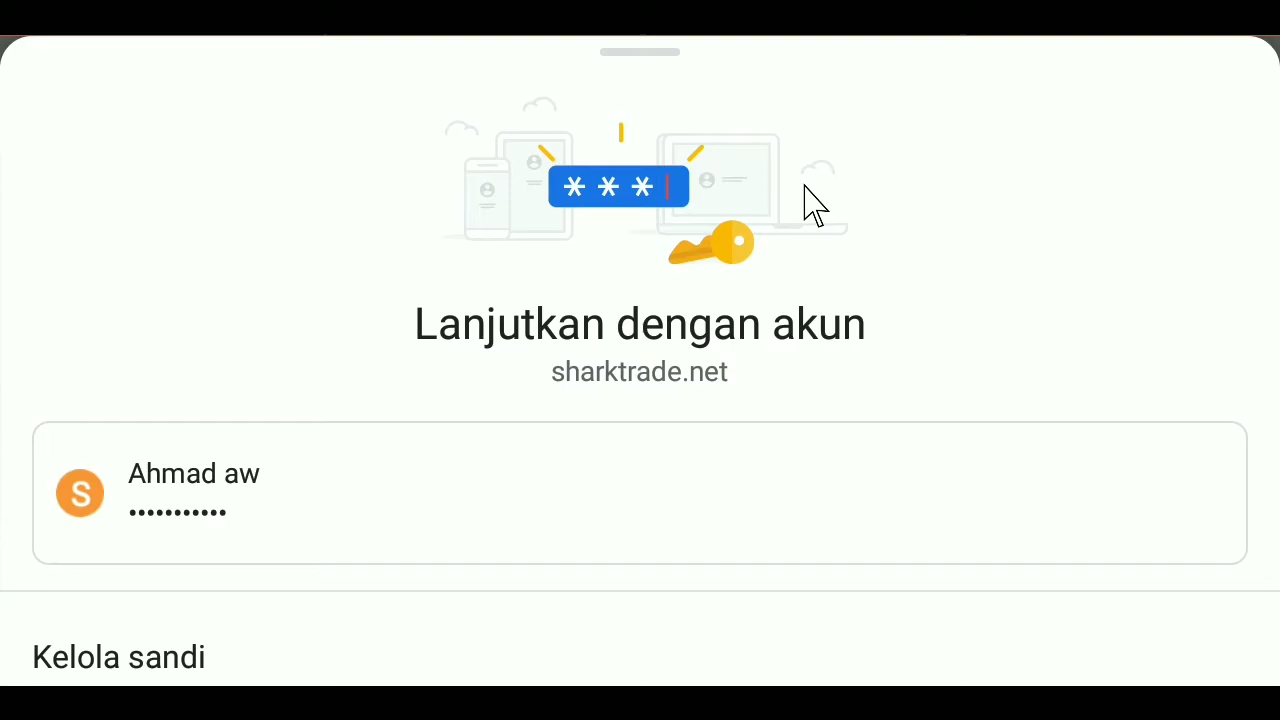 ***
Lanjutkan dengan akun
sharktrade.net
S
Ahmad aw
•••••••••••
Kelola sandi